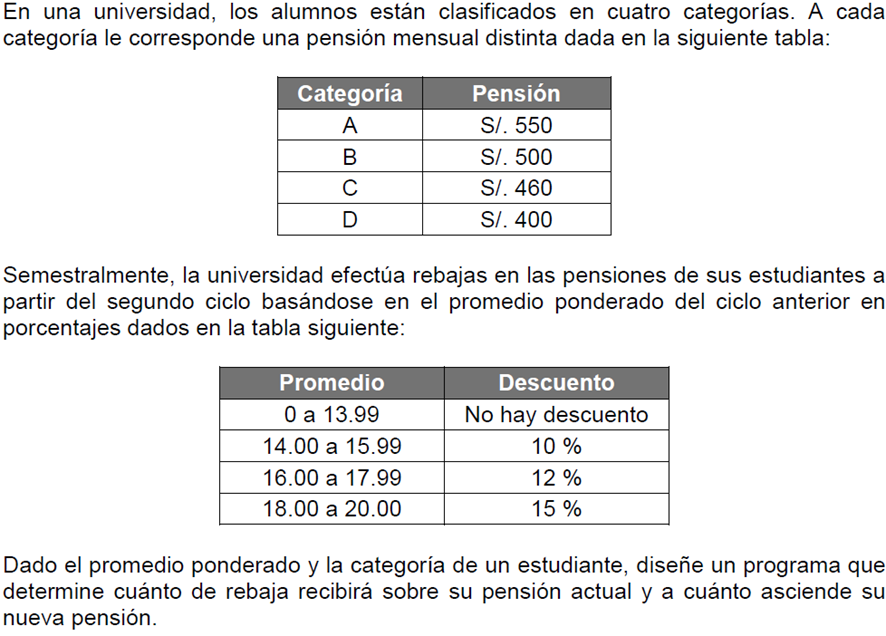 En una universidad, los alumnos están clasificados en cuatro categorías. A cada
categoría le corresponde una pensión mensual distinta dada en la siguiente tabla:
Categoría Pensión
A S/. 550
B S/. 500
C S/. 460
D S/. 400
Semestralmente, la universidad efectúa rebajas en las pensiones de sus estudiantes a
partir del segundo ciclo basándose en el promedio ponderado del ciclo anterior en
porcentajes dados en la tabla siguiente:
Promedio Descuento
0 a 13.99 No hay descuento
14.00 a 15.99 10 %
16.00 a 17.99 12 %
18.00 a 20.00 15 %
Dado el promedio ponderado y la categoría de un estudiante, diseñe un programa que
determine cuánto de rebaja recibirá sobre su pensión actual y a cuánto asciende su
nueva pensión.